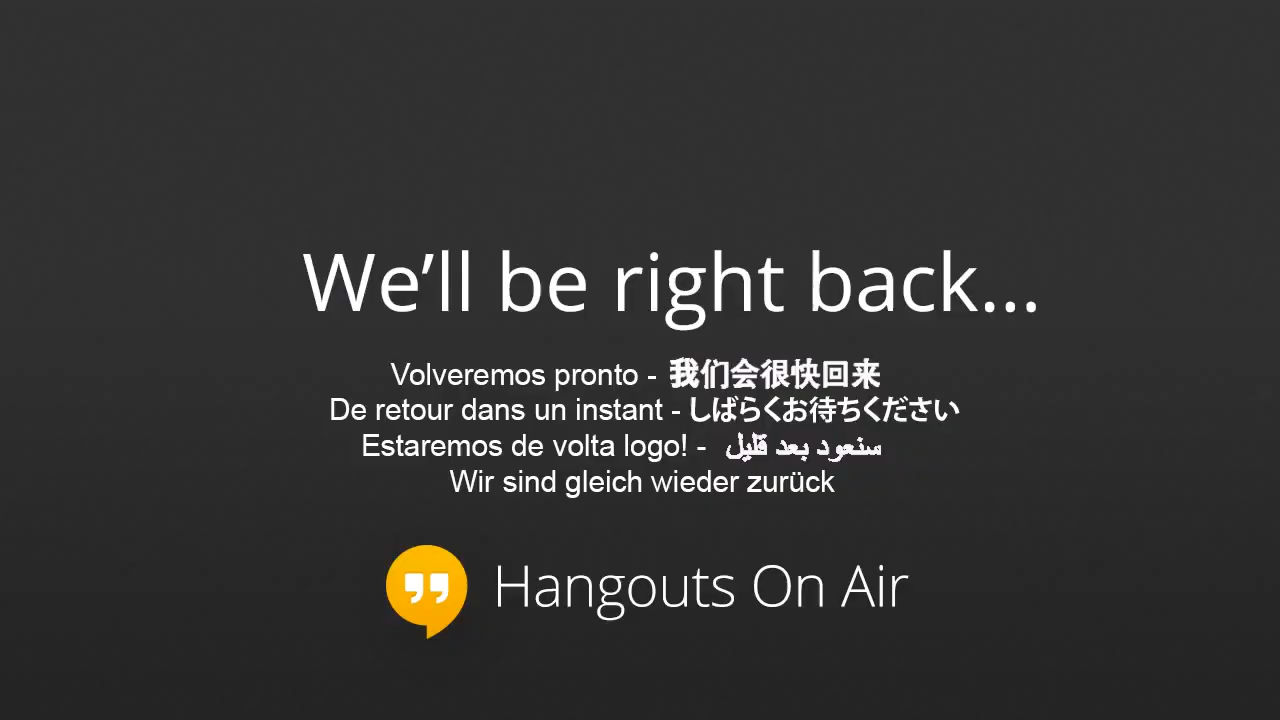 We’ll be right back...
Volveremos pronto - 我们会很快回来
De retour dans un instant - しばらくお待ちください
Estaremos de volta logo! - سنعود بعد قليل
Wir sind gleich wieder zurück
Hangouts On Air